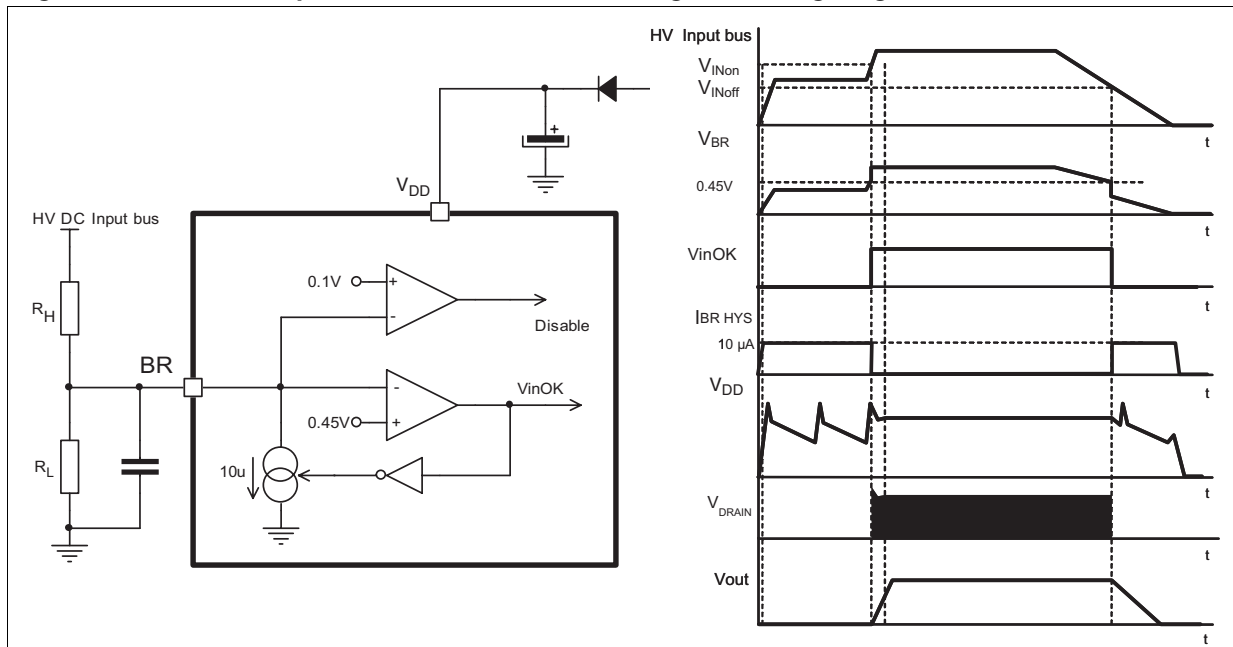 HV DC Input bus
R_H
R_L
BR
V_DD
+
0.1V
+
-
Disable
-
0.45V
+
VinOK
10u
HV Input bus
V_INon
V_INoff
t
V_BR
0.45V
t
VinOK
t
I_BR HYS
10 µA
t
V_DD
t
V_DRAIN
t
Vout
t